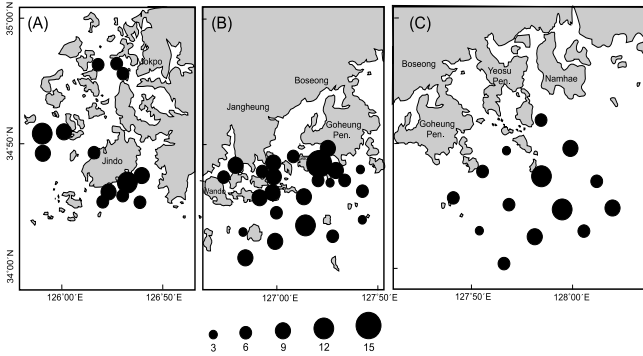 (A)
(B)
(C)
35°00'N
34°50'N
34°00'N
Mokpo
Jindo
126°00'E
126°50'E
Boseong
Jangheung
Goheung
Pen.
Wando
127°00'E
127°50'E
Boseong
Yeosu
Pen.
Namhae
Goheung
Pen.
127°50'E
128°00'E
3
6
9
12
15